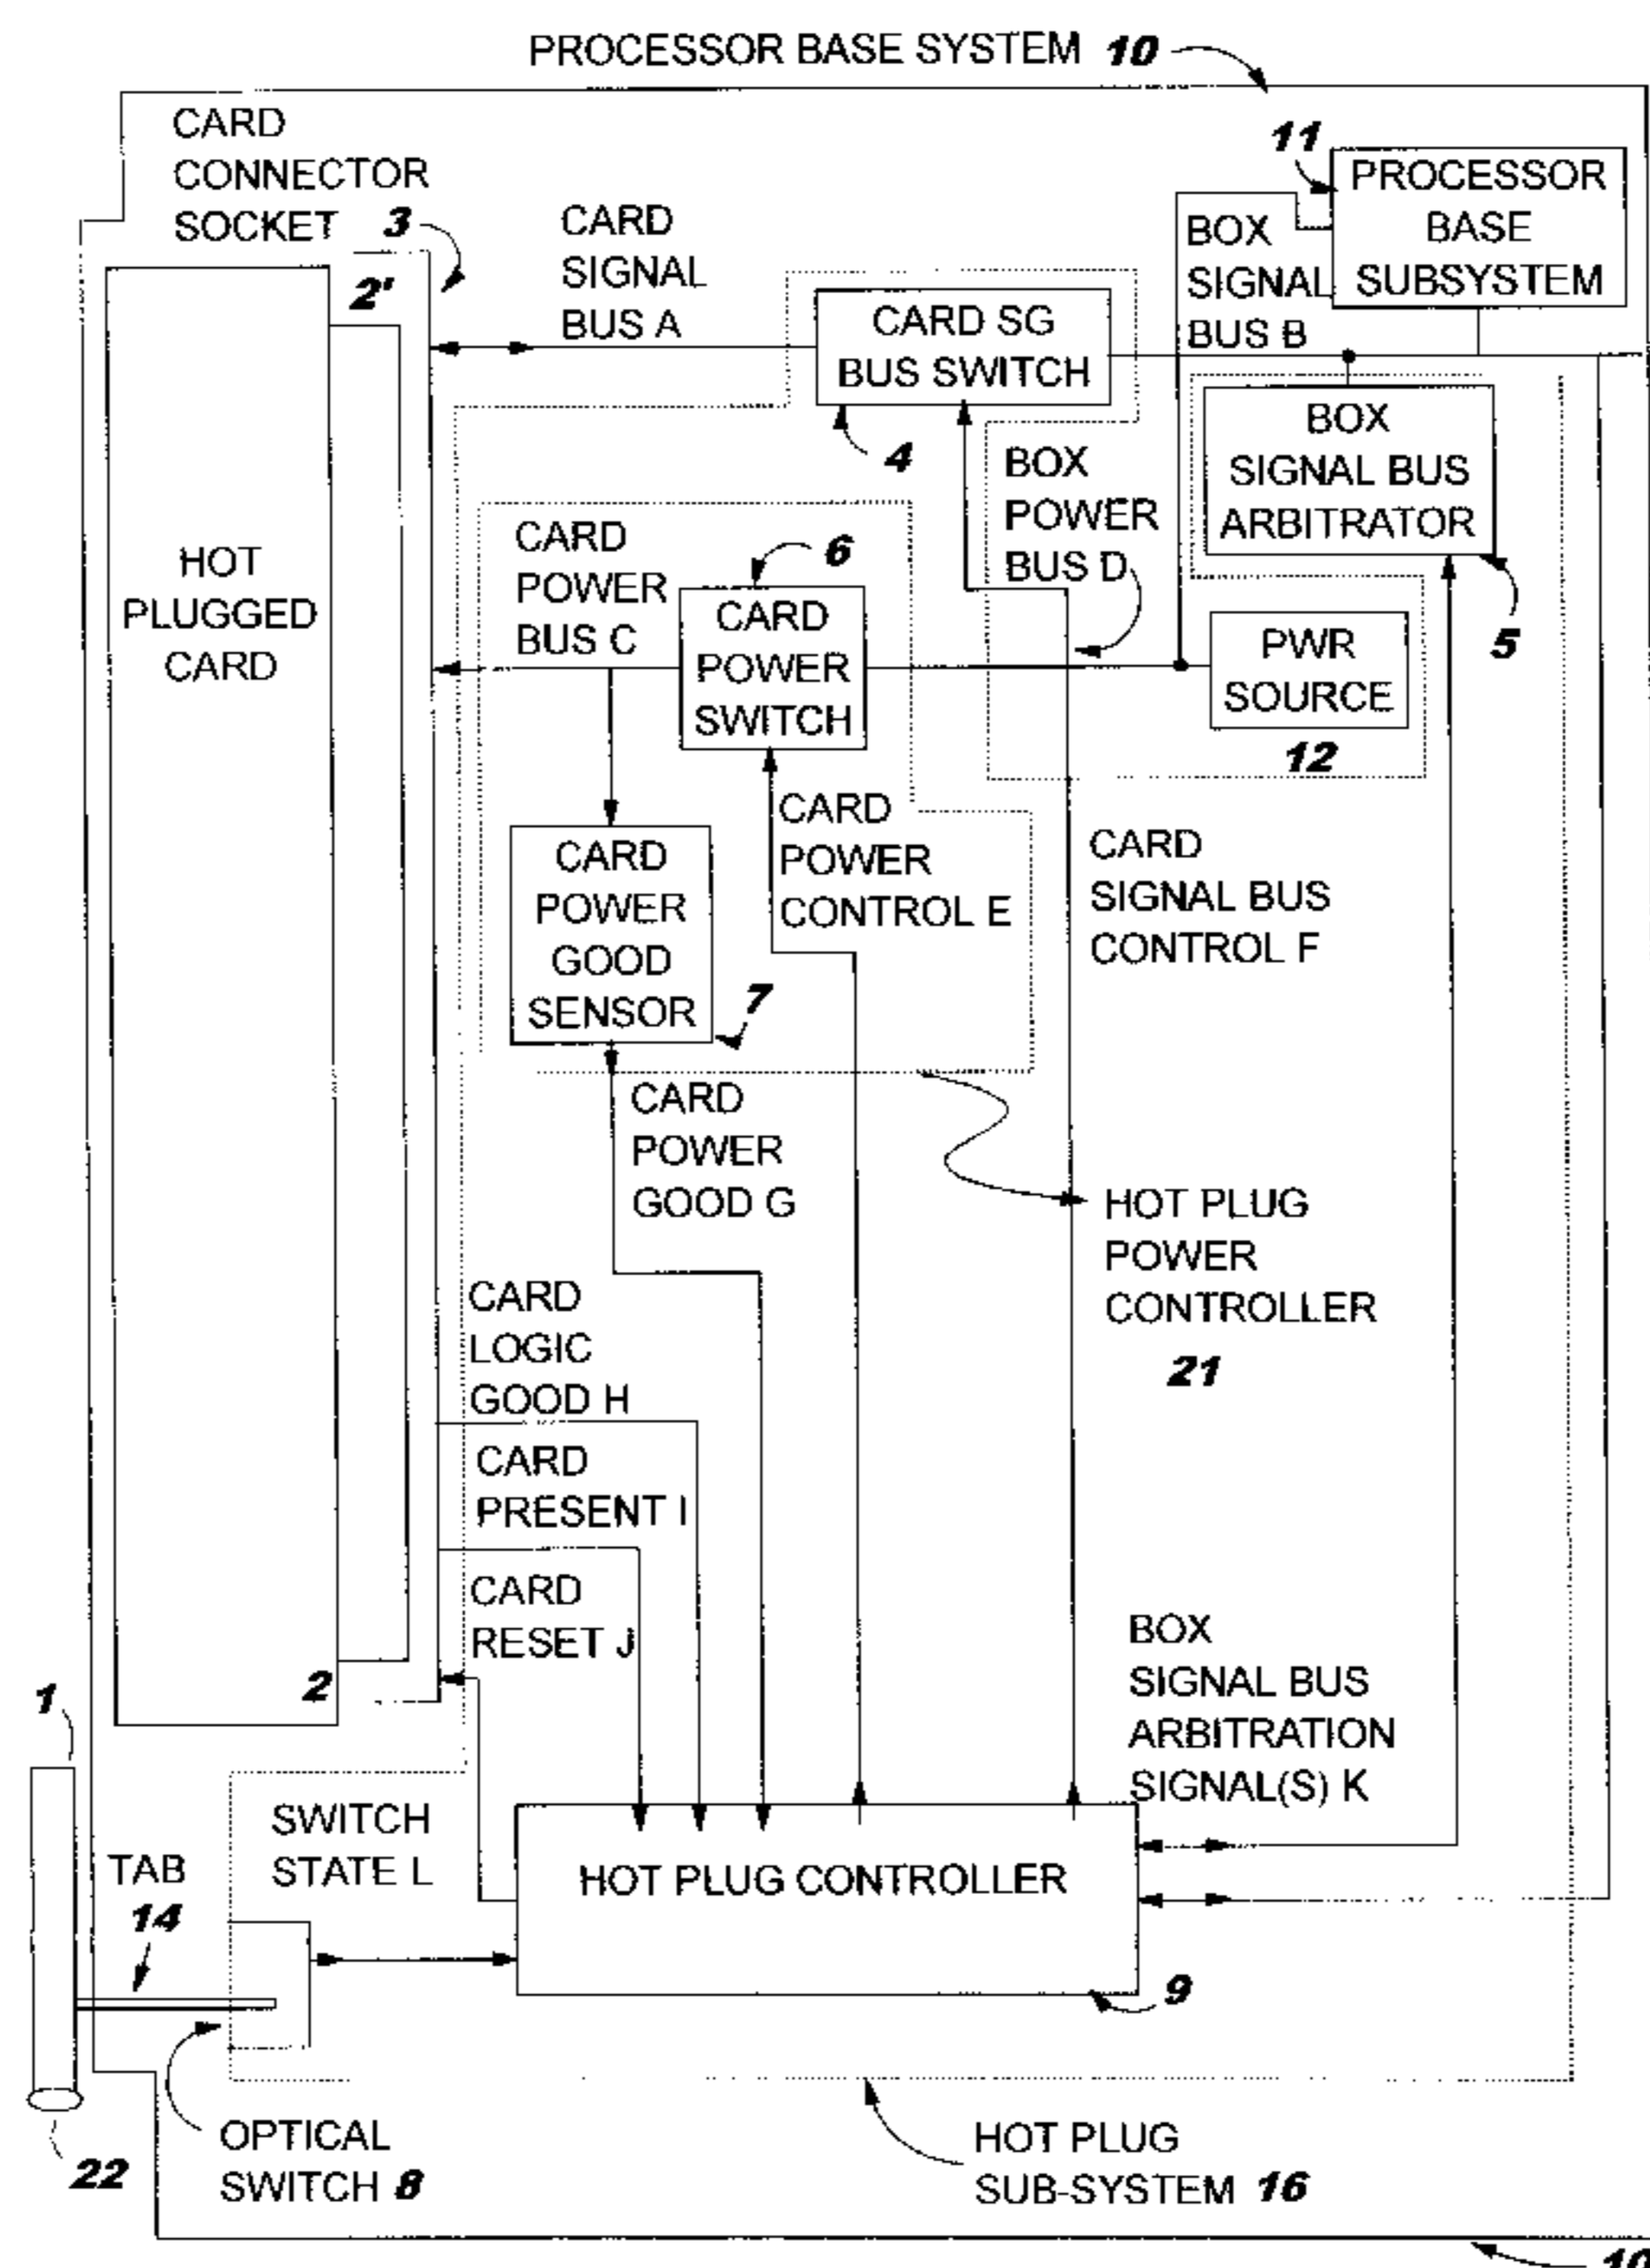 PROCESSOR BASE SYSTEM 10
CARD
CONNECTOR
SOCKET 3
2'
CARD
SIGNAL
BUS A
CARD SG
BUS SWITCH
4
11
PROCESSOR
BASE
SUBSYSTEM
BOX
SIGNAL
BUS B
BOX
SIGNAL BUS
ARBITRATOR
5
HOT
PLUGGED
CARD
CARD
POWER
BUS C
6
CARD
POWER
SWITCH
BOX
POWER
BUS D
PWR
SOURCE
12
CARD
POWER
GOOD
SENSOR
7
CARD
POWER
CONTROL E
CARD
SIGNAL BUS
CONTROL F
CARD
POWER
GOOD G
HOT PLUG
POWER
CONTROLLER
21
CARD
LOGIC
GOOD H
CARD
PRESENT I
CARD
RESET J
2
1
BOX
SIGNAL BUS
ARBITRATION
SIGNAL(S) K
SWITCH
STATE L
TAB
14
HOT PLUG CONTROLLER
9
22
OPTICAL
SWITCH 8
HOT PLUG
SUB-SYSTEM 16
10